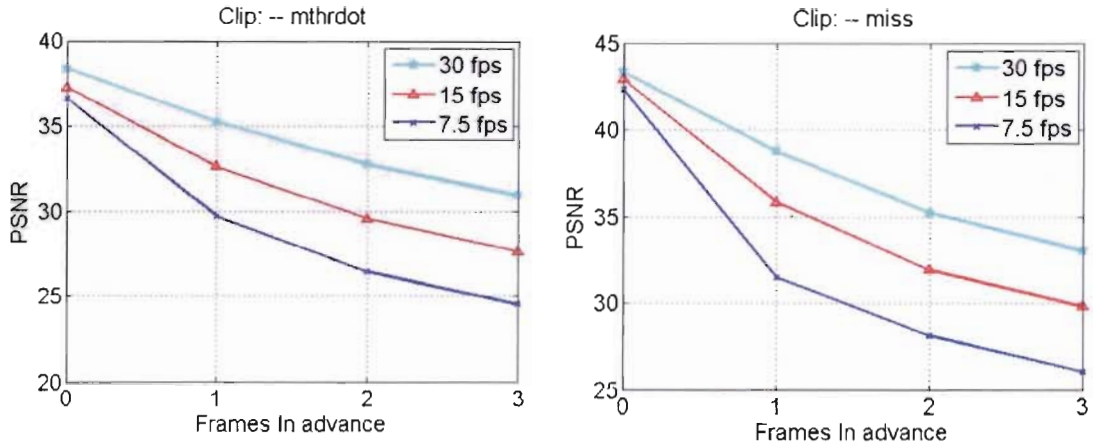 Clip: -- mthrdot
40
35
30
25
20
PSNR
0 1 2 3
Frames In advance
30 fps
15 fps
7.5 fps
Clip: -- miss
45
40
35
30
25
PSNR
0 1 2 3
Frames In advance
30 fps
15 fps
7.5 fps